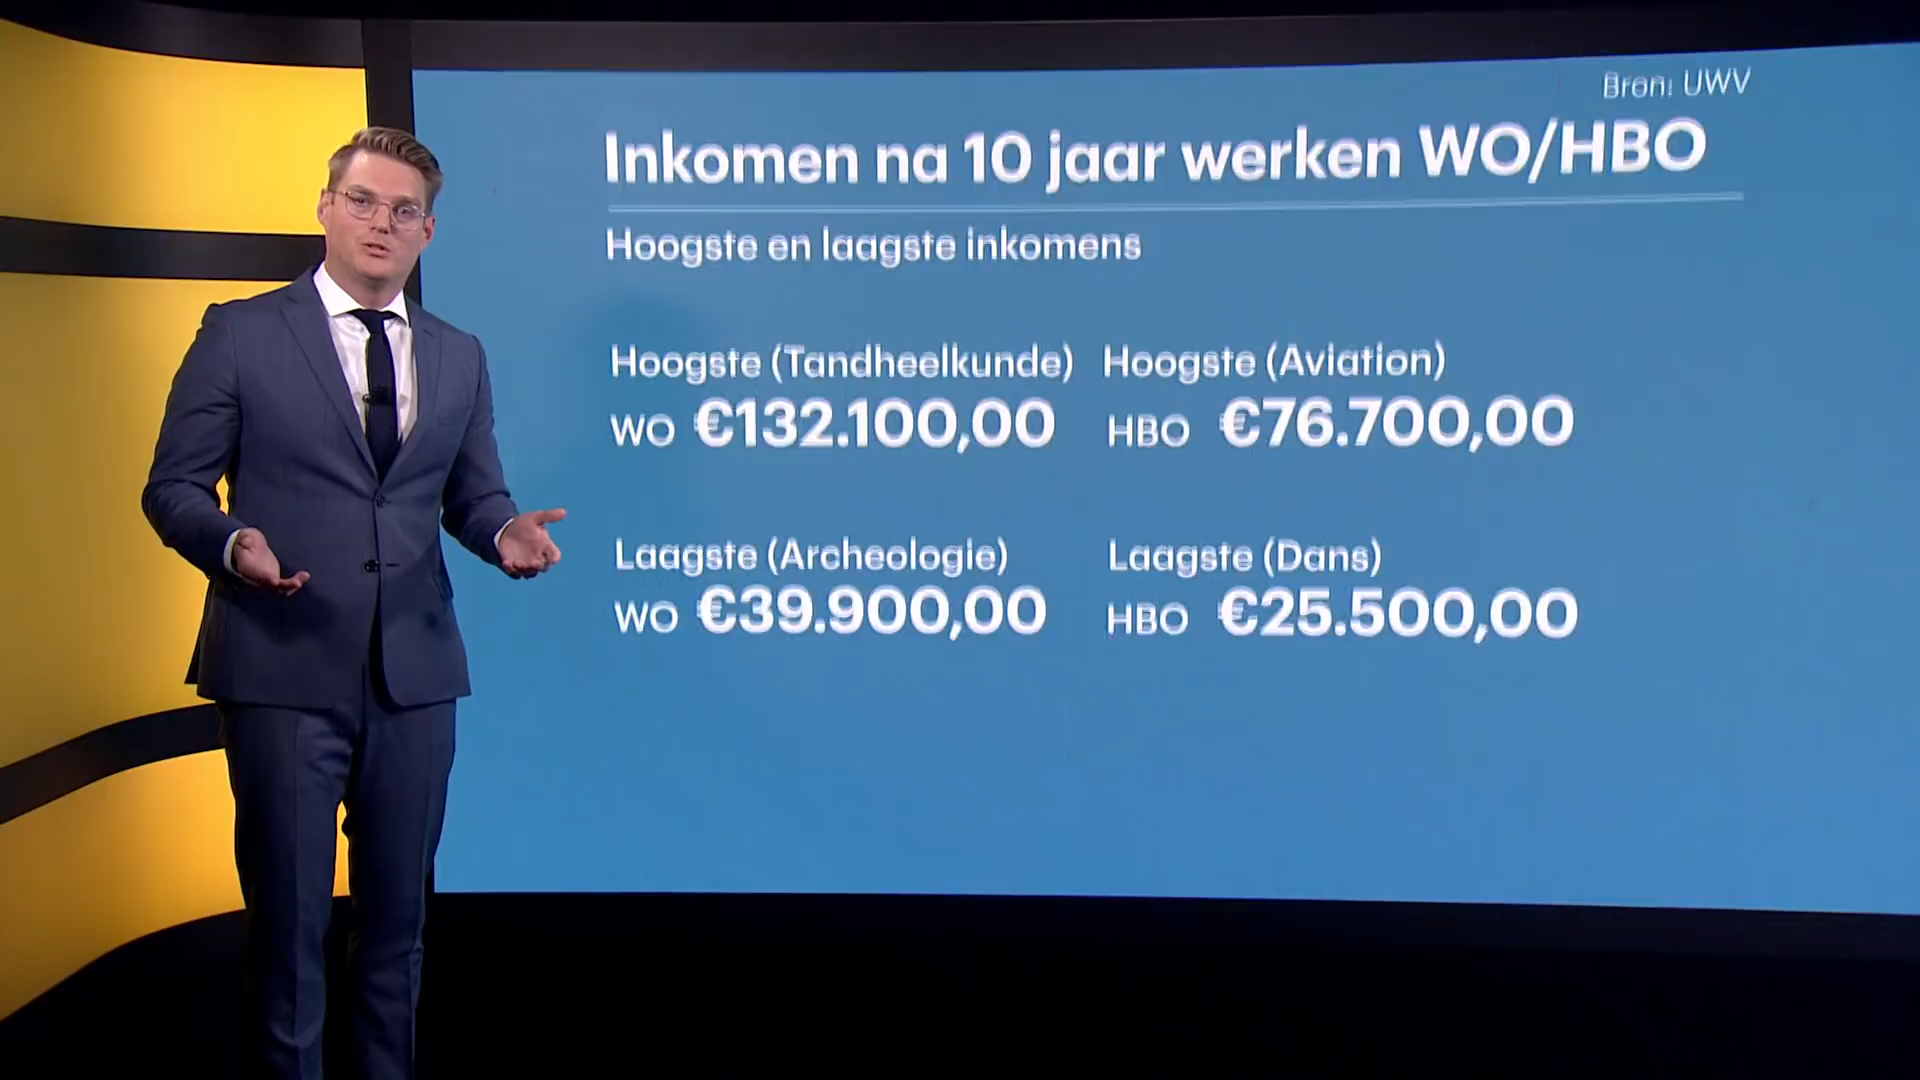 Bron: UWV
Inkomen na 10 jaar werken WO/HBO
Hoogste en laagste inkomens
Hoogste (Tandheelkunde)
WO €132.100,00
Hoogste (Aviation)
HBO €76.700,00
Laagste (Archeologie)
WO €39.900,00
Laagste (Dans)
HBO €25.500,00